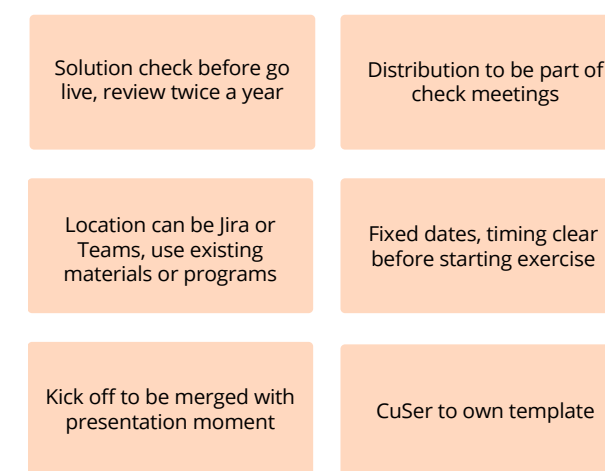 Solution check before go
live, review twice a year
Distribution to be part of
check meetings
Location can be Jira or
Teams, use existing
materials or programs
Fixed dates, timing clear
before starting exercise
Kick off to be merged with
presentation moment
CuSer to own template